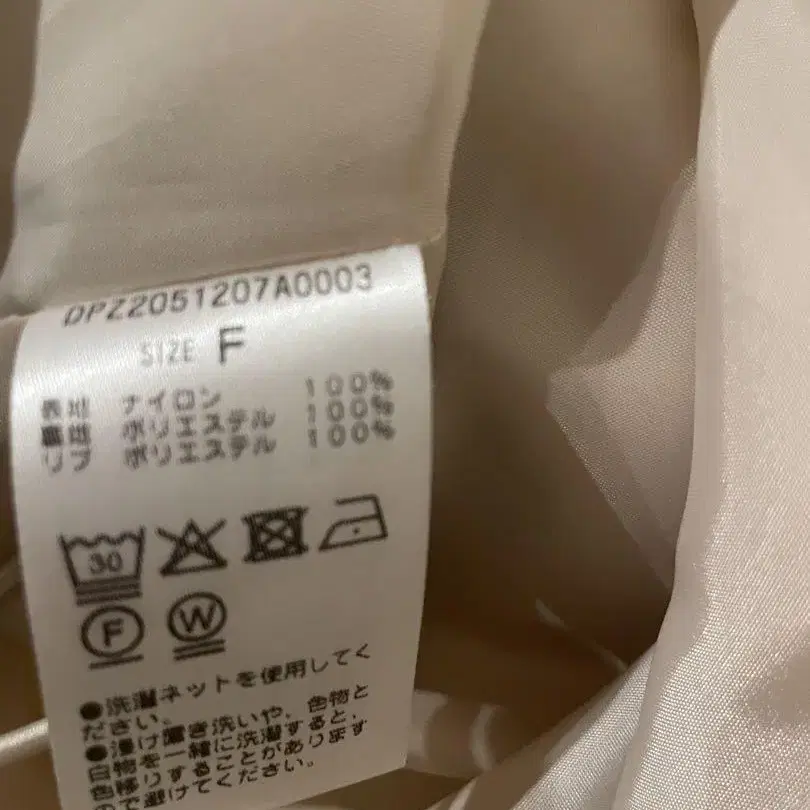 DPZ2051207A0003
SIZE F
表地 ナイロン 100%
裏地 ポリエステル 100%
リブ ポリエステル 100%
30
F W
●洗濯ネットを使用してく
ださい。
●浸け置き洗いや、色物と
白物を一緒に洗濯すると、
色移りすることがあります
ので避けてください。